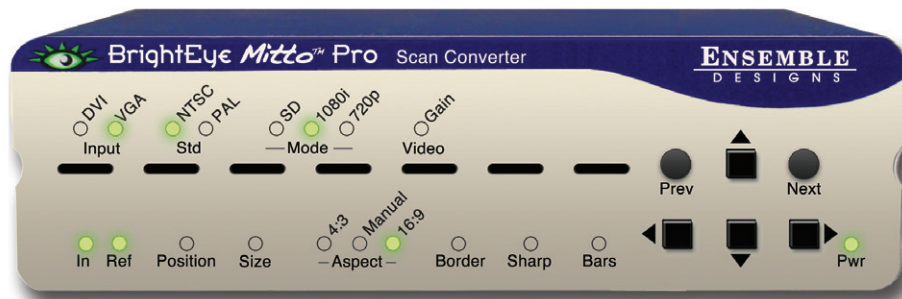 BrightEye Mitto™ Pro Scan Converter
ENSEMBLE
DESIGNS
DVI VGA NTSC PAL SD 1080i 720p Gain
Input Std Mode Video
Prev Next
4:3 Manual 16:9
In Ref Position Size Aspect Border Sharp Bars Pwr